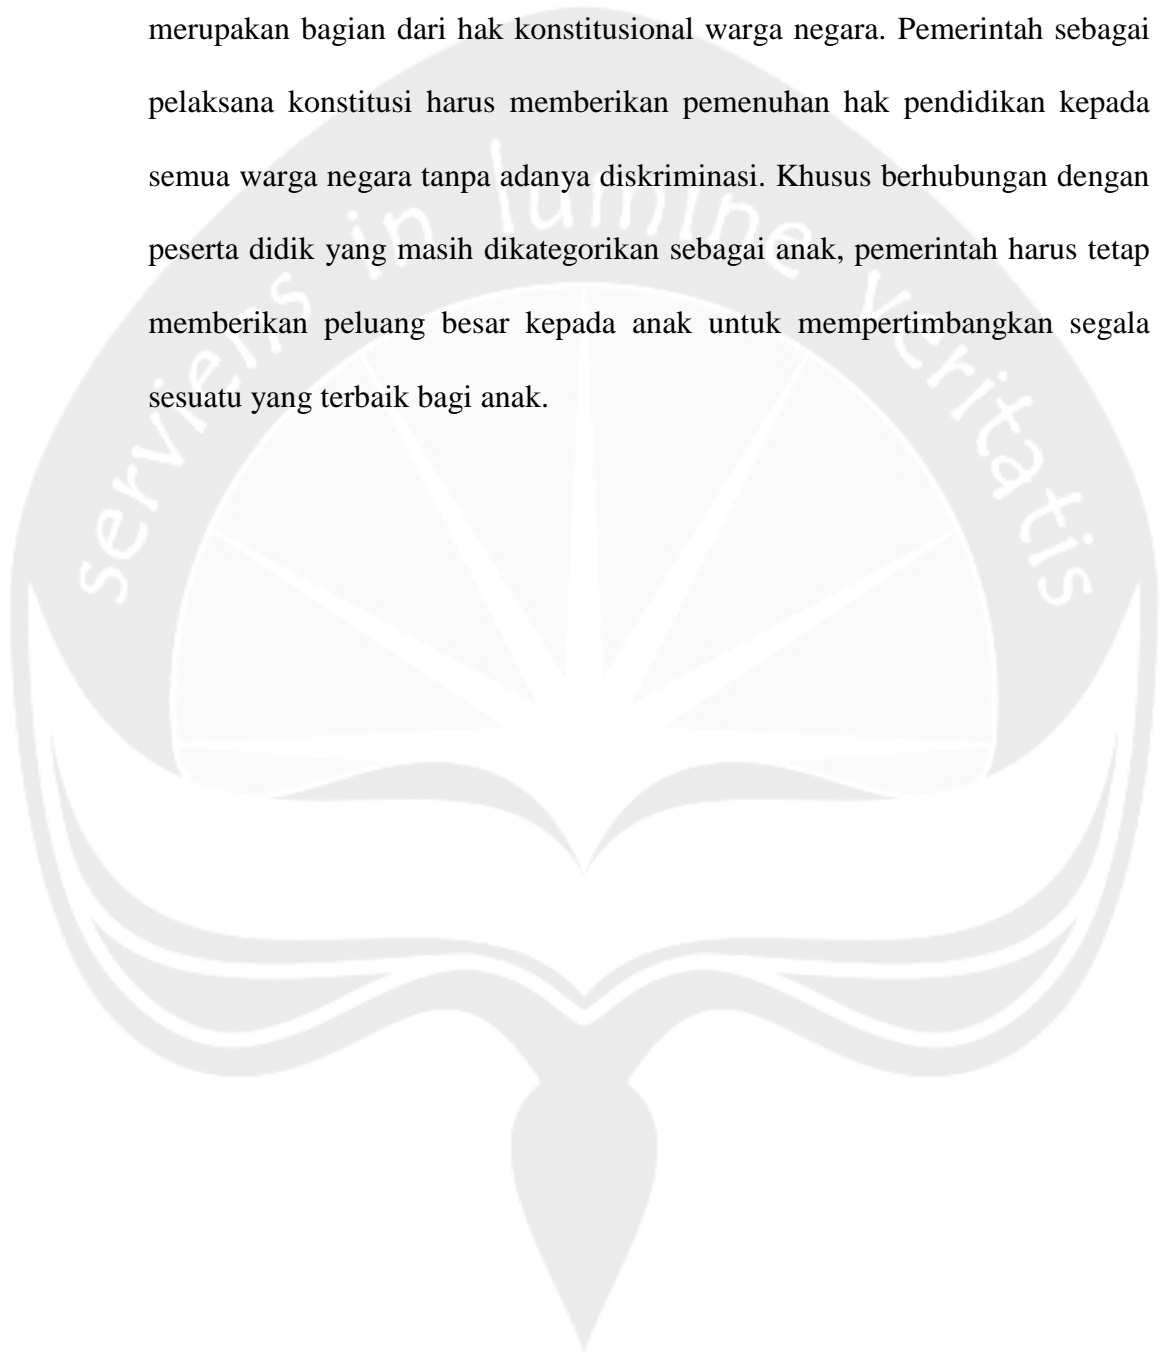 merupakan bagian dari hak konstitusional warga negara. Pemerintah sebagai
pelaksana konstitusi harus memberikan pemenuhan hak pendidikan kepada
semua warga negara tanpa adanya diskriminasi. Khusus berhubungan dengan
peserta didik yang masih dikategorikan sebagai anak, pemerintah harus tetap
memberikan peluang besar kepada anak untuk mempertimbangkan segala
sesuatu yang terbaik bagi anak.
serviens in lumine veritatis